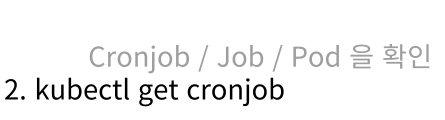 Cronjob / Job / Pod 을 확인
2. kubectl get cronjob